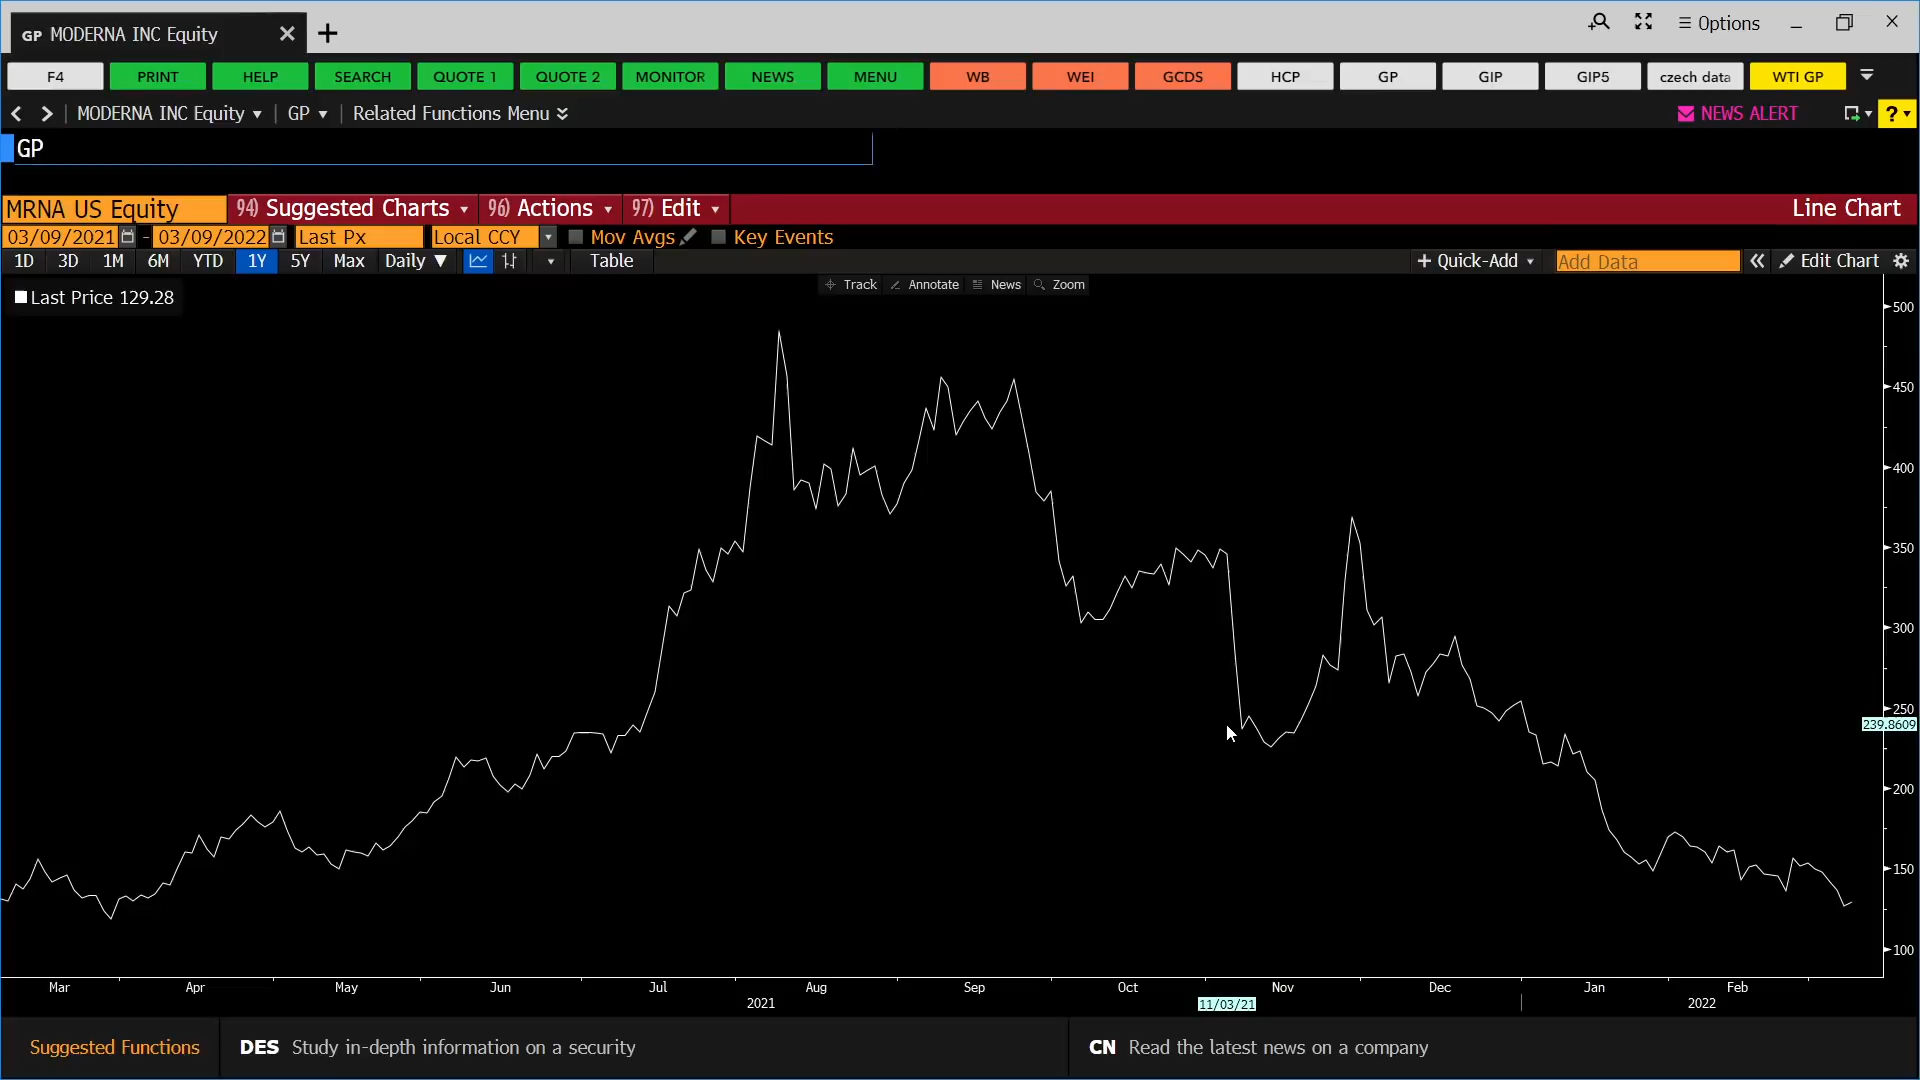 GP MODERNA INC Equity
Options
F4 PRINT HELP SEARCH QUOTE 1 QUOTE 2 MONITOR NEWS MENU WB WEI GCDS HCP GP GIP GIP5 czech data WTI GP
MODERNA INC Equity GP Related Functions Menu NEWS ALERT ?
GP
MRNA US Equity 94) Suggested Charts 96) Actions 97) Edit Line Chart
03/09/2021 - 03/09/2022 Last Px Local CCY Mov Avgs Key Events
1D 3D 1M 6M YTD 1Y 5Y Max Daily Table + Quick-Add Add Data Edit Chart
Track Annotate News Zoom
Last Price 129.28
500
450
400
350
300
250
239.8609
200
150
100
Mar Apr May Jun Jul Aug Sep Oct Nov Dec Jan Feb
2021 11/03/21 2022
Suggested Functions DES Study in-depth information on a security CN Read the latest news on a company